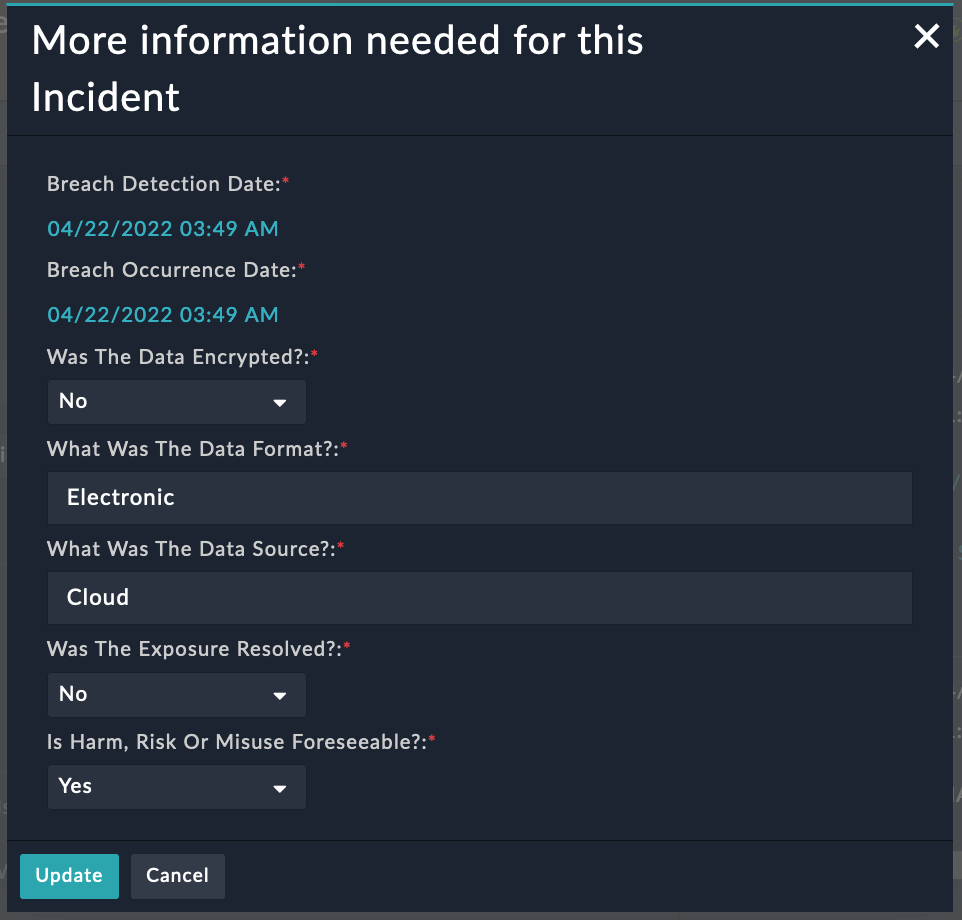 More information needed for this
Incident
Breach Detection Date:*
04/22/2022 03:49 AM
Breach Occurrence Date:*
04/22/2022 03:49 AM
Was The Data Encrypted?:*
No
What Was The Data Format?:*
Electronic
What Was The Data Source?:*
Cloud
Was The Exposure Resolved?:*
No
Is Harm, Risk Or Misuse Foreseeable?:*
Yes
Update Cancel